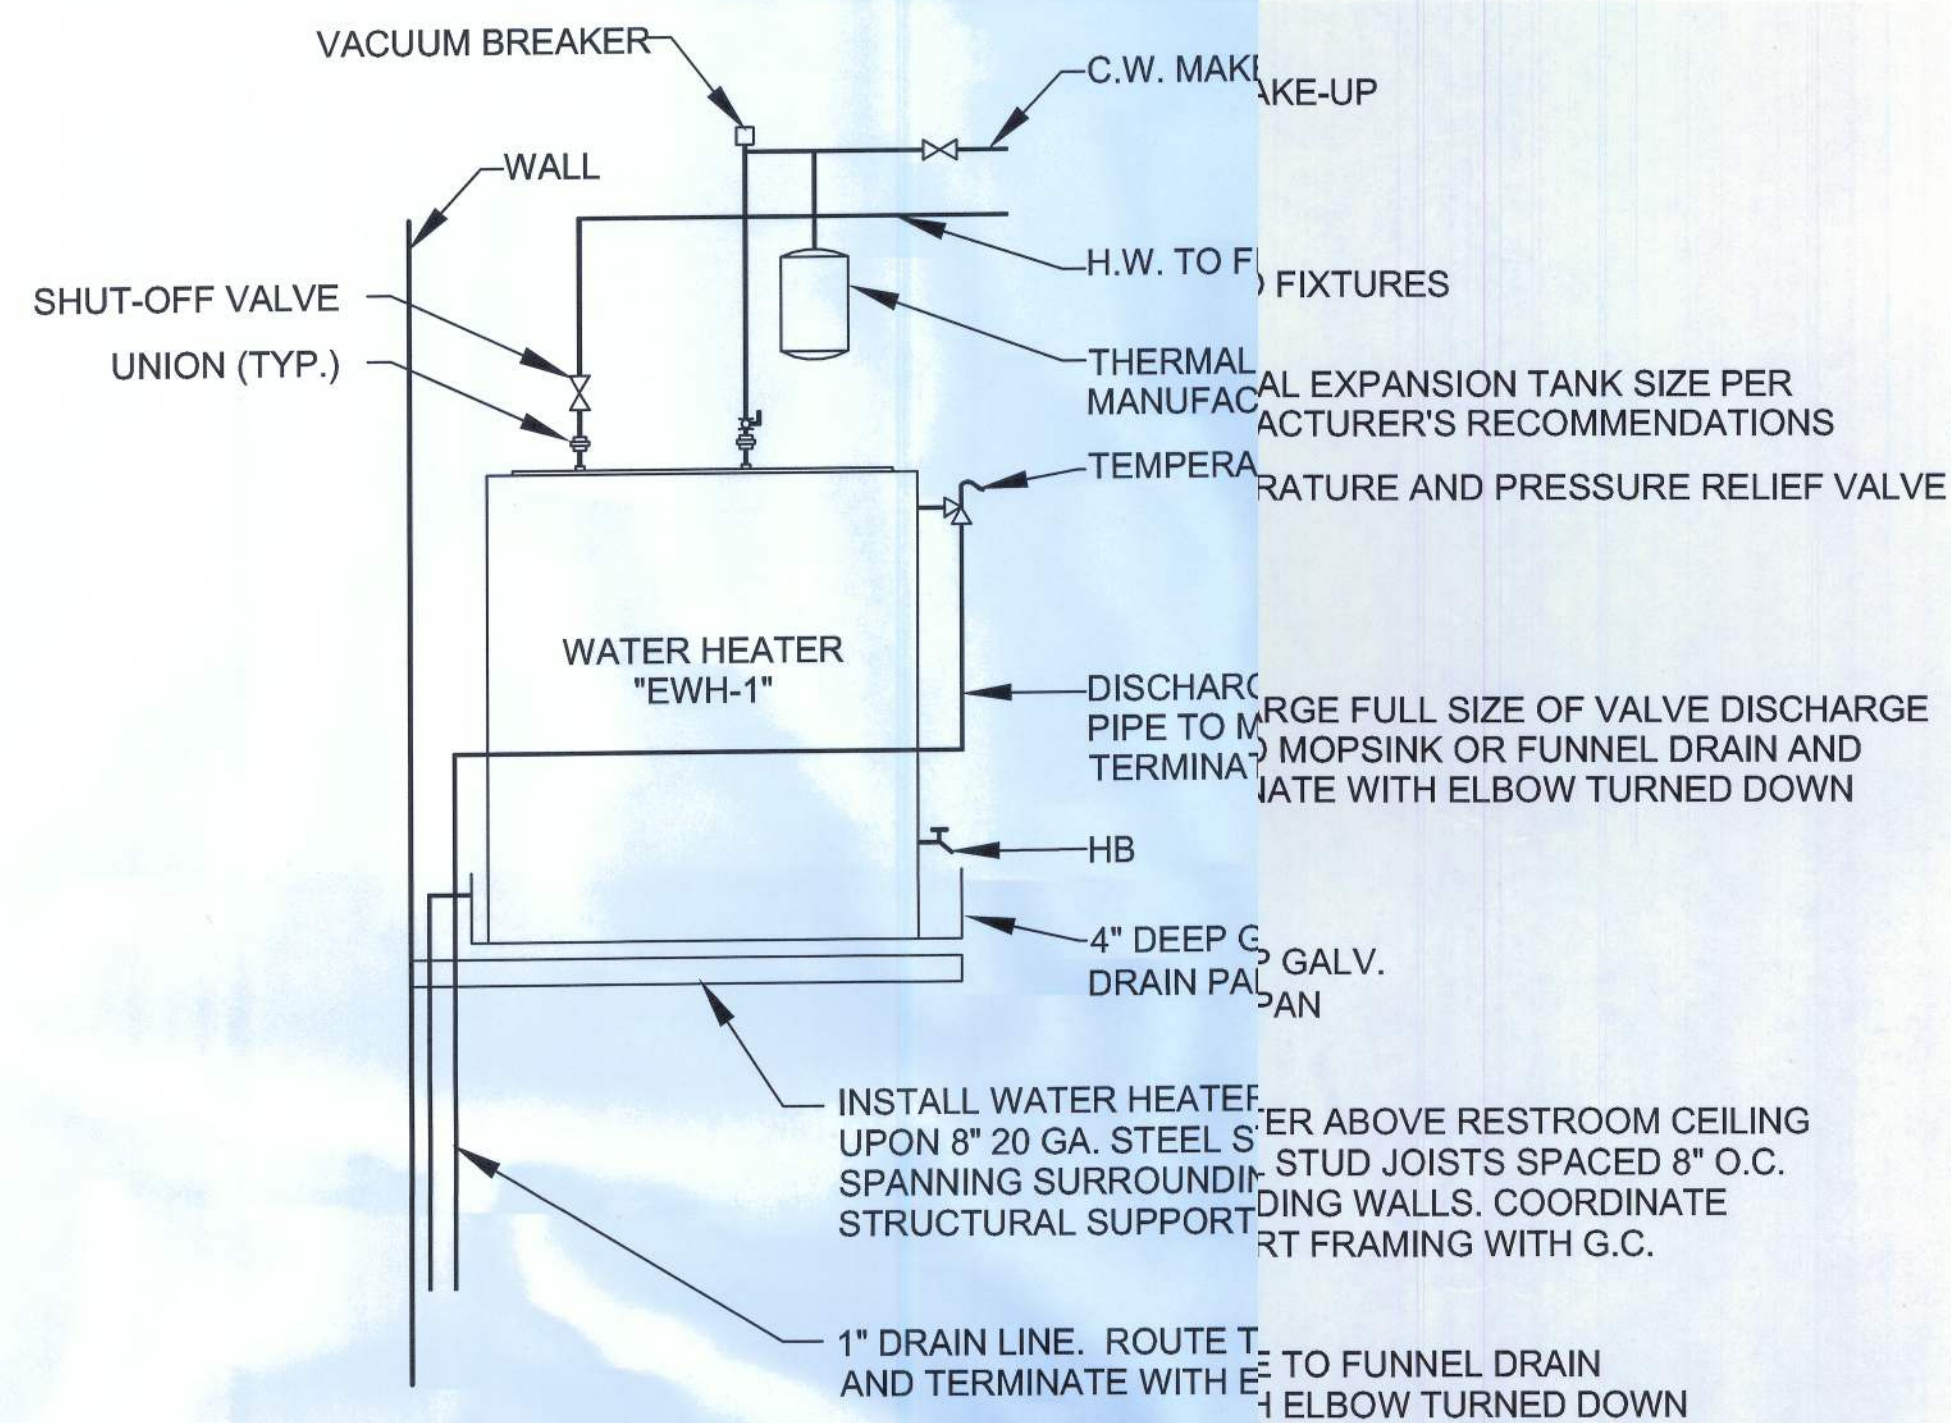 VACUUM BREAKER
C.W. MAKE-UP
WALL
H.W. TO FIXTURES
SHUT-OFF VALVE
UNION (TYP.)
THERMAL EXPANSION TANK SIZE PER
MANUFACTURER'S RECOMMENDATIONS
TEMPERATURE AND PRESSURE RELIEF VALVE
WATER HEATER
"EWH-1"
DISCHARGE FULL SIZE OF VALVE DISCHARGE
PIPE TO MOPSINK OR FUNNEL DRAIN AND
TERMINATE WITH ELBOW TURNED DOWN
HB
4" DEEP GALV.
DRAIN PAN
INSTALL WATER HEATER ABOVE RESTROOM CEILING
UPON 8" 20 GA. STEEL STUD JOISTS SPACED 8" O.C.
SPANNING SURROUNDING WALLS. COORDINATE
STRUCTURAL SUPPORT FRAMING WITH G.C.
1" DRAIN LINE. ROUTE TO FUNNEL DRAIN
AND TERMINATE WITH ELBOW TURNED DOWN